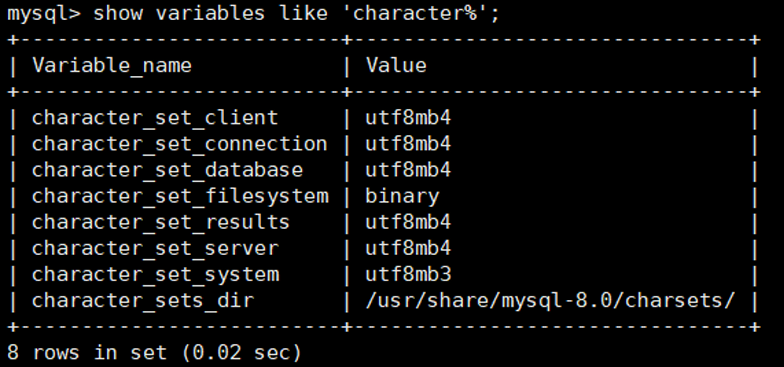 mysql> show variables like 'character%';
+--------------------------+--------------------------------+
| Variable_name            | Value                          |
+--------------------------+--------------------------------+
| character_set_client     | utf8mb4                        |
| character_set_connection | utf8mb4                        |
| character_set_database   | utf8mb4                        |
| character_set_filesystem | binary                         |
| character_set_results    | utf8mb4                        |
| character_set_server     | utf8mb4                        |
| character_set_system     | utf8mb3                        |
| character_sets_dir       | /usr/share/mysql-8.0/charsets/ |
+--------------------------+--------------------------------+
8 rows in set (0.02 sec)